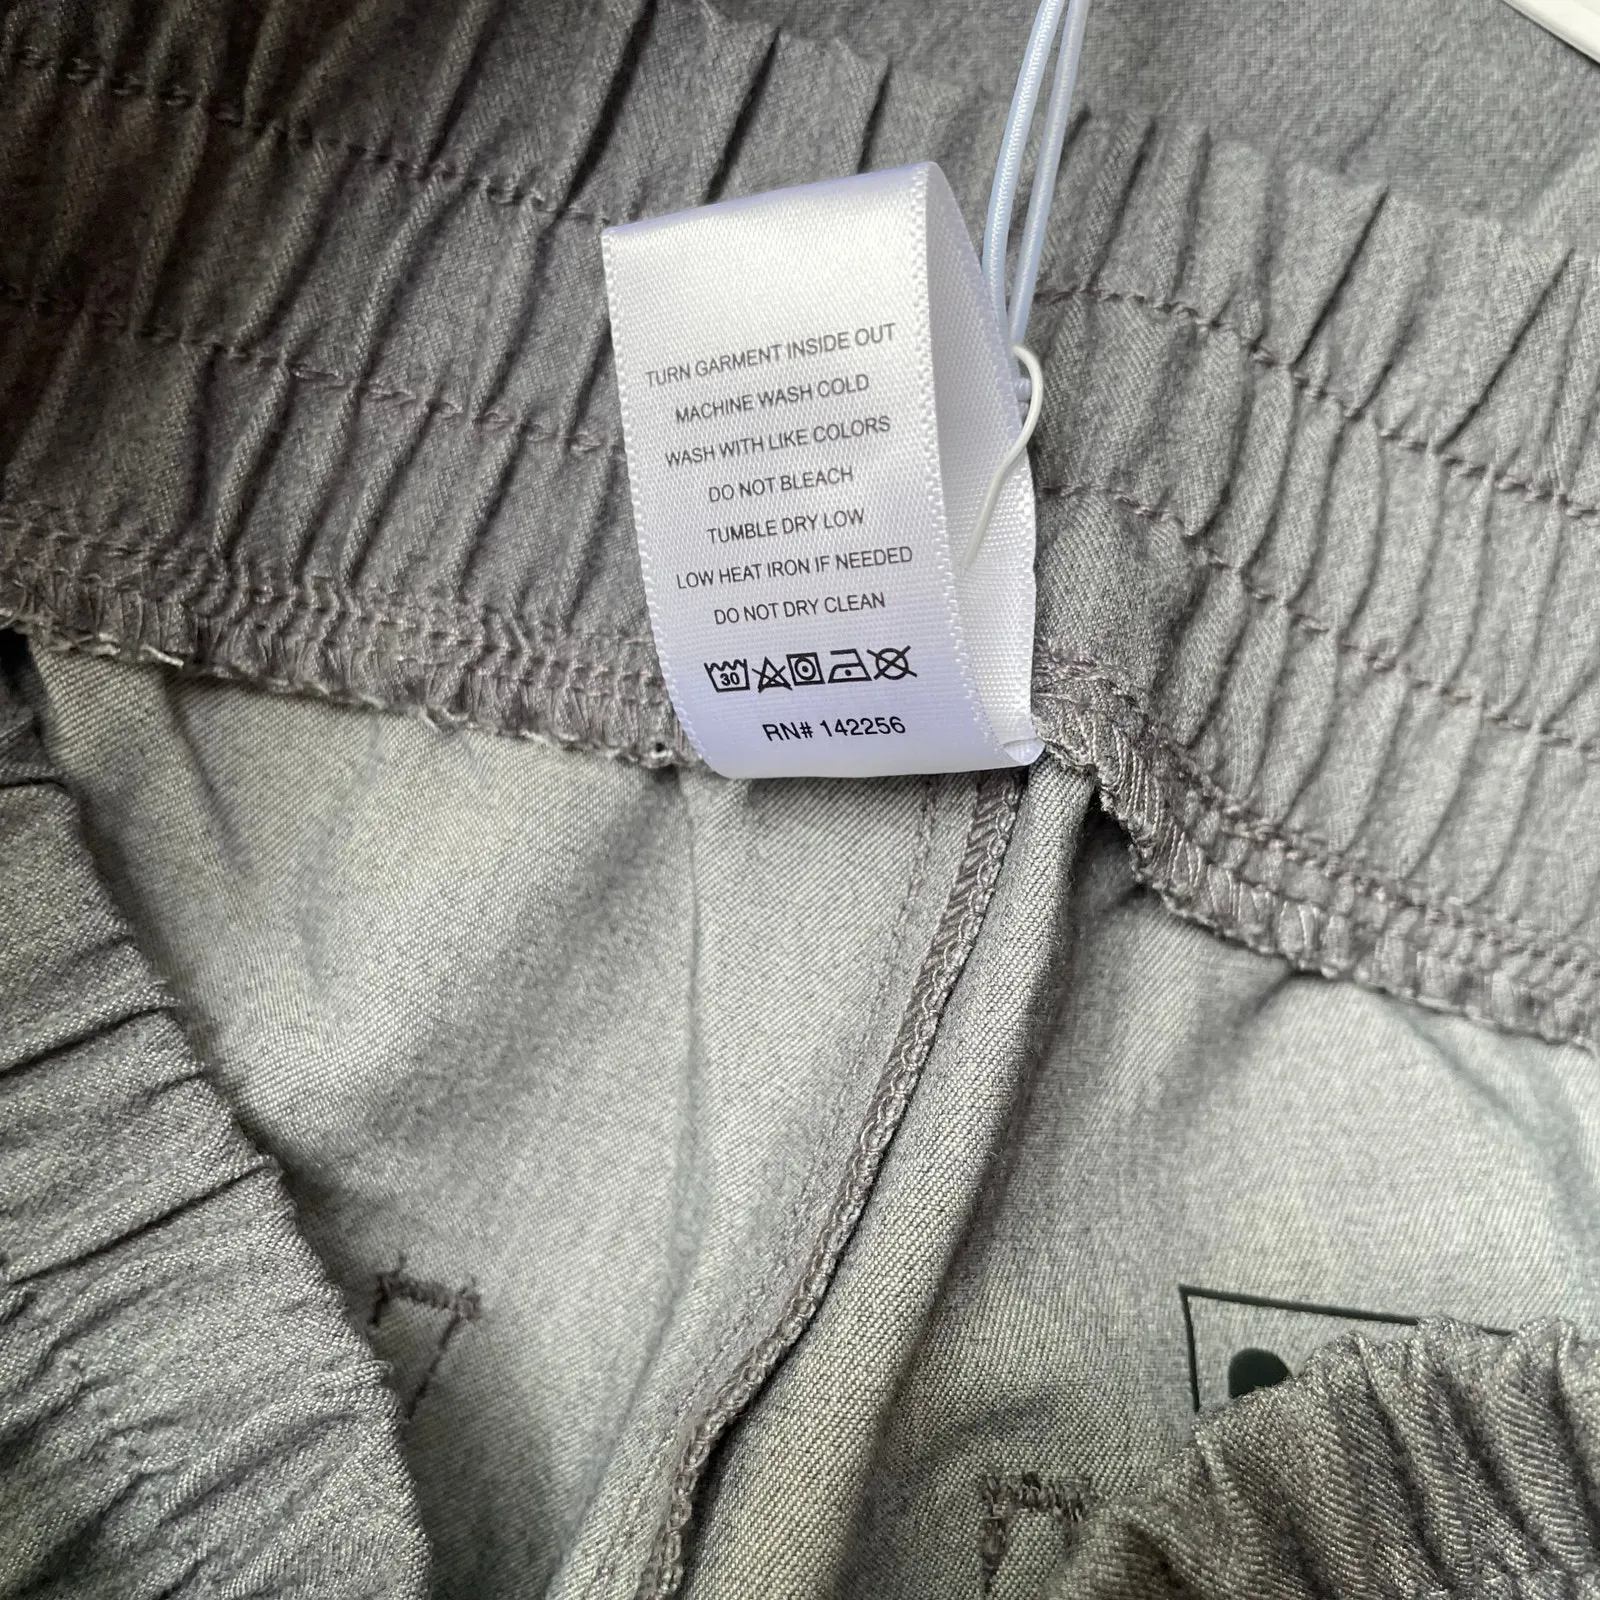 TURN GARMENT INSIDE OUT
MACHINE WASH COLD
WASH WITH LIKE COLORS
DO NOT BLEACH
TUMBLE DRY LOW
LOW HEAT IRON IF NEEDED
DO NOT DRY CLEAN
30
RN# 142256